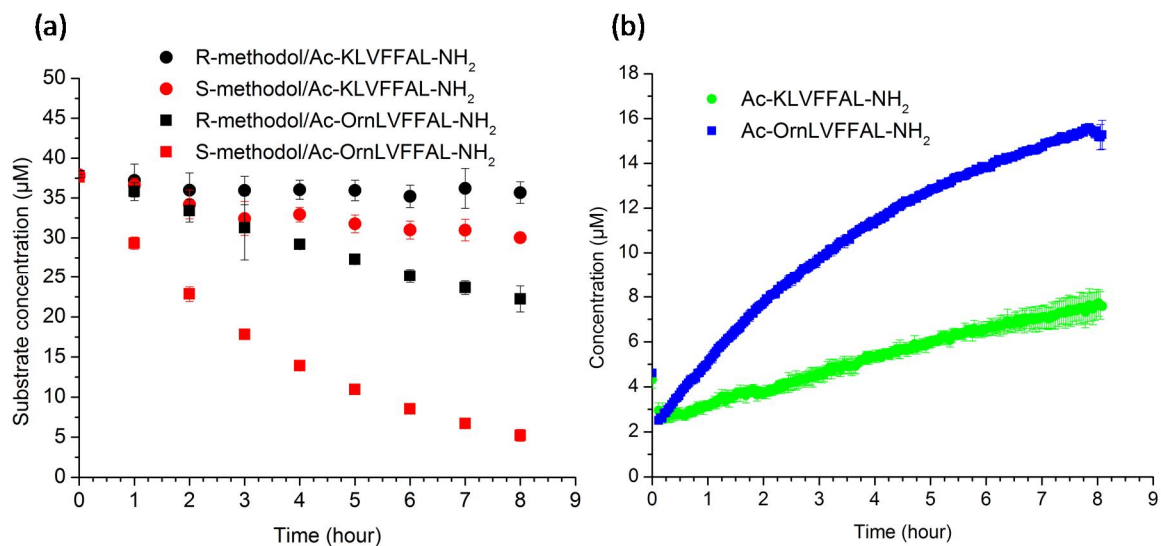 (a)
R-methodol/Ac-KLVFFAL-NH₂
S-methodol/Ac-KLVFFAL-NH₂
R-methodol/Ac-OrnLVFFAL-NH₂
S-methodol/Ac-OrnLVFFAL-NH₂
Substrate concentration (µM)
50
45
40
35
30
25
20
15
10
5
0
0 1 2 3 4 5 6 7 8 9
Time (hour)
(b)
Ac-KLVFFAL-NH₂
Ac-OrnLVFFAL-NH₂
Concentration (µM)
18
16
14
12
10
8
6
4
2
0
0 1 2 3 4 5 6 7 8 9
Time (hour)